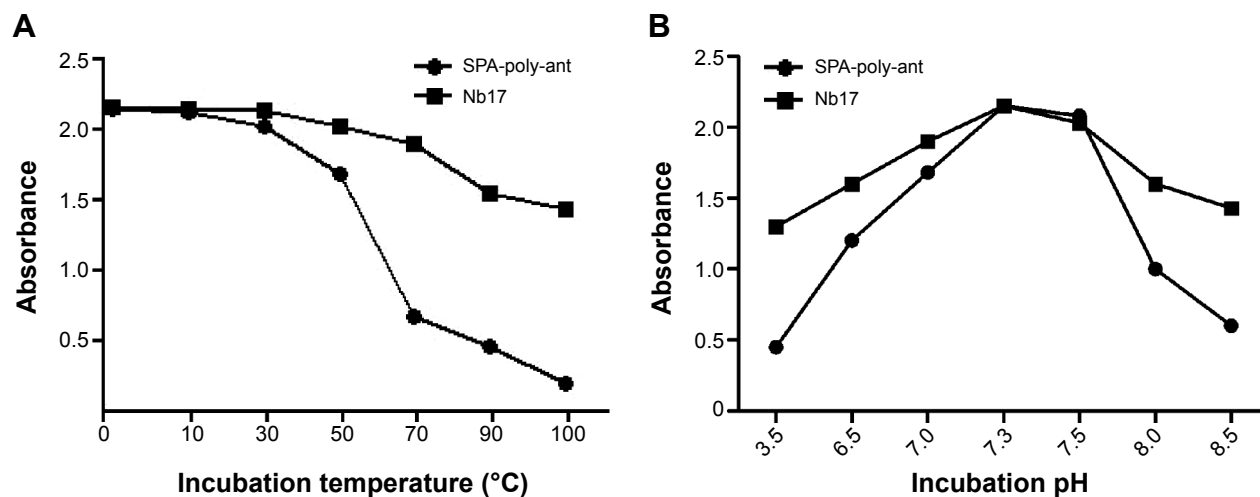 A
SPA-poly-ant
Nb17
2.5
2.0
1.5
1.0
0.5
Absorbance
0
10
30
50
70
90
100
Incubation temperature (°C)
B
SPA-poly-ant
Nb17
2.5
2.0
1.5
1.0
0.5
0
Absorbance
3.5
6.5
7.0
7.3
7.5
8.0
8.5
Incubation pH